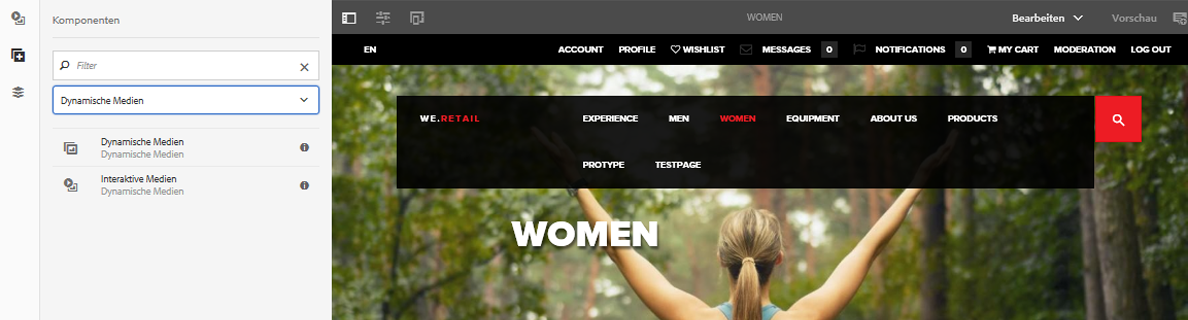 Komponenten
Filter
Dynamische Medien
Dynamische Medien
Dynamische Medien
Interaktive Medien
Dynamische Medien
WOMEN
Bearbeiten
Vorschau
EN
ACCOUNT PROFILE WISHLIST MESSAGES 0 NOTIFICATIONS 0 MY CART MODERATION LOG OUT
WE.RETAIL
EXPERIENCE MEN WOMEN EQUIPMENT ABOUT US PRODUCTS
PROTYPE TESTPAGE
WOMEN